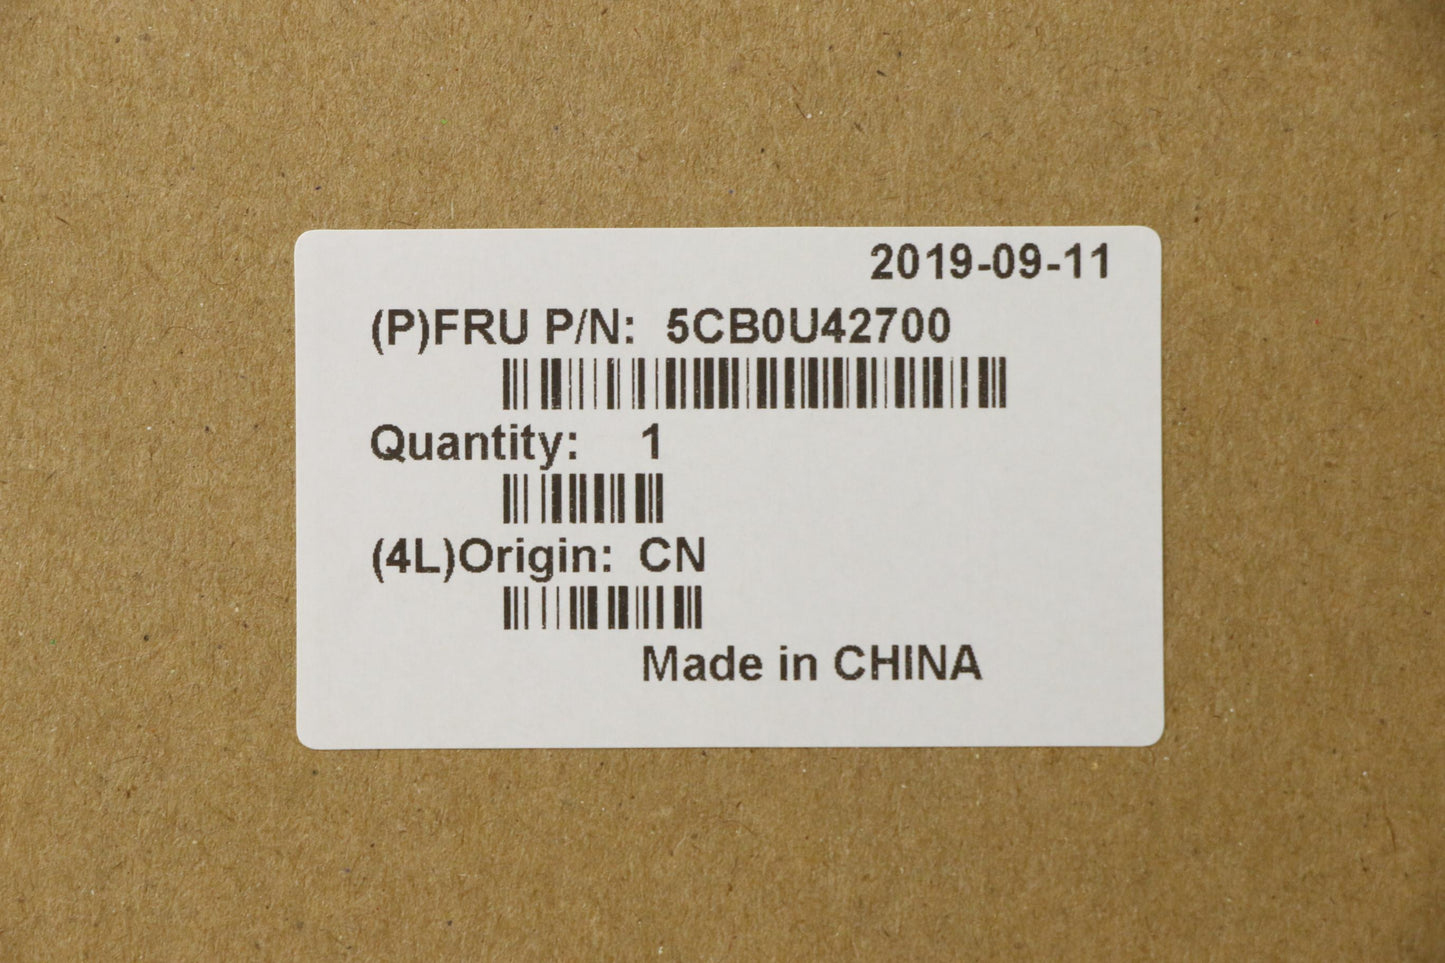 2019-09-11
(P)FRU P/N: 5CB0U42700
Quantity: 1
(4L)Origin: CN
Made in CHINA